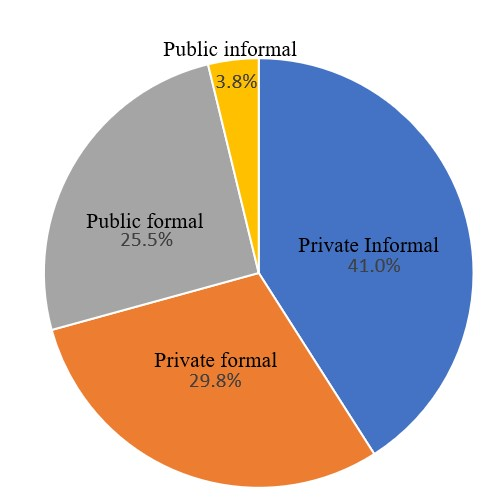 Public informal
3.8%
Public formal
25.5%
Private Informal
41.0%
Private formal
29.8%